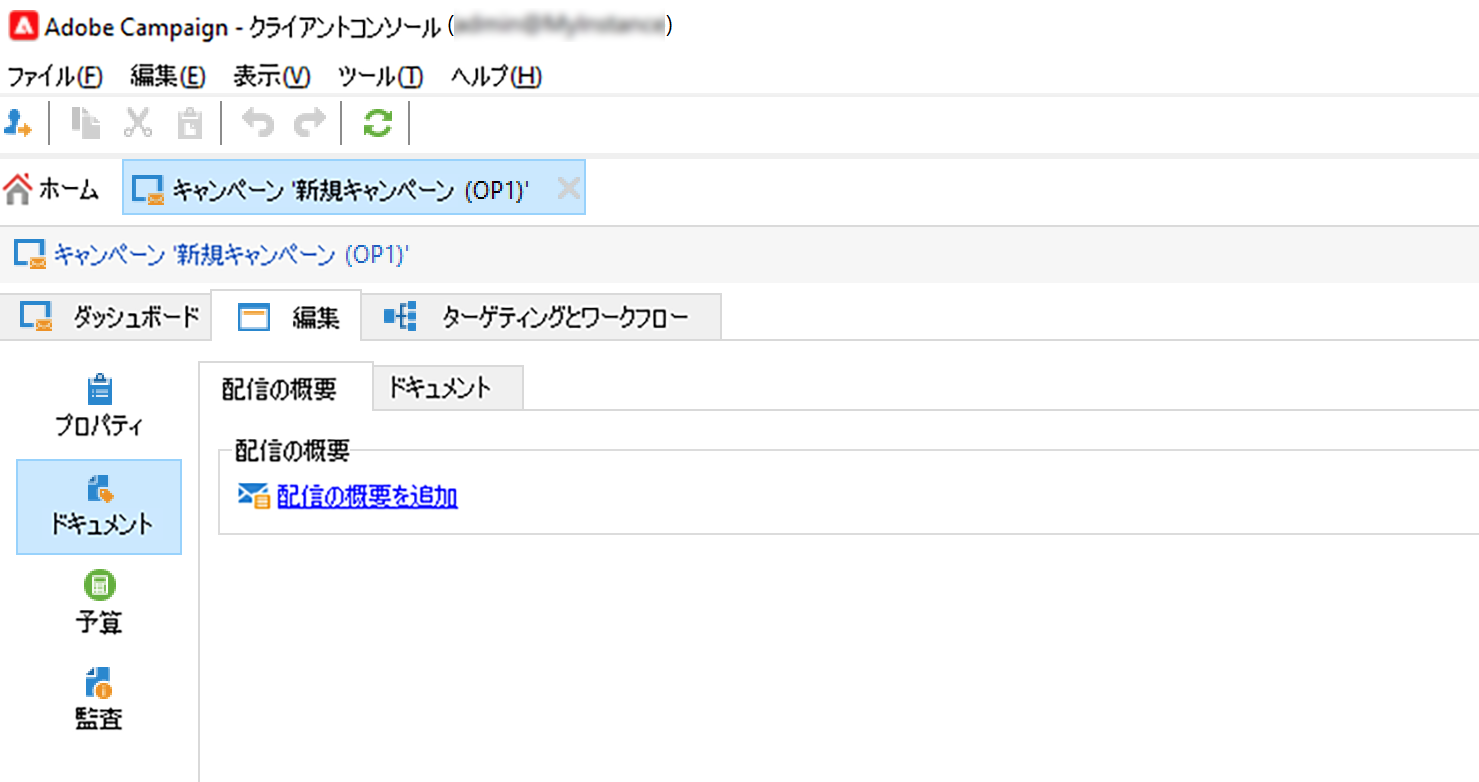 Adobe Campaign - クライアントコンソール ( )
ファイル(F) 編集(E) 表示(V) ツール(T) ヘルプ(H)
ホーム キャンペーン '新規キャンペーン (OP1)'
キャンペーン '新規キャンペーン (OP1)'
ダッシュボード 編集 ターゲティングとワークフロー
プロパティ
ドキュメント
予算
監査
配信の概要 ドキュメント
配信の概要
配信の概要を追加